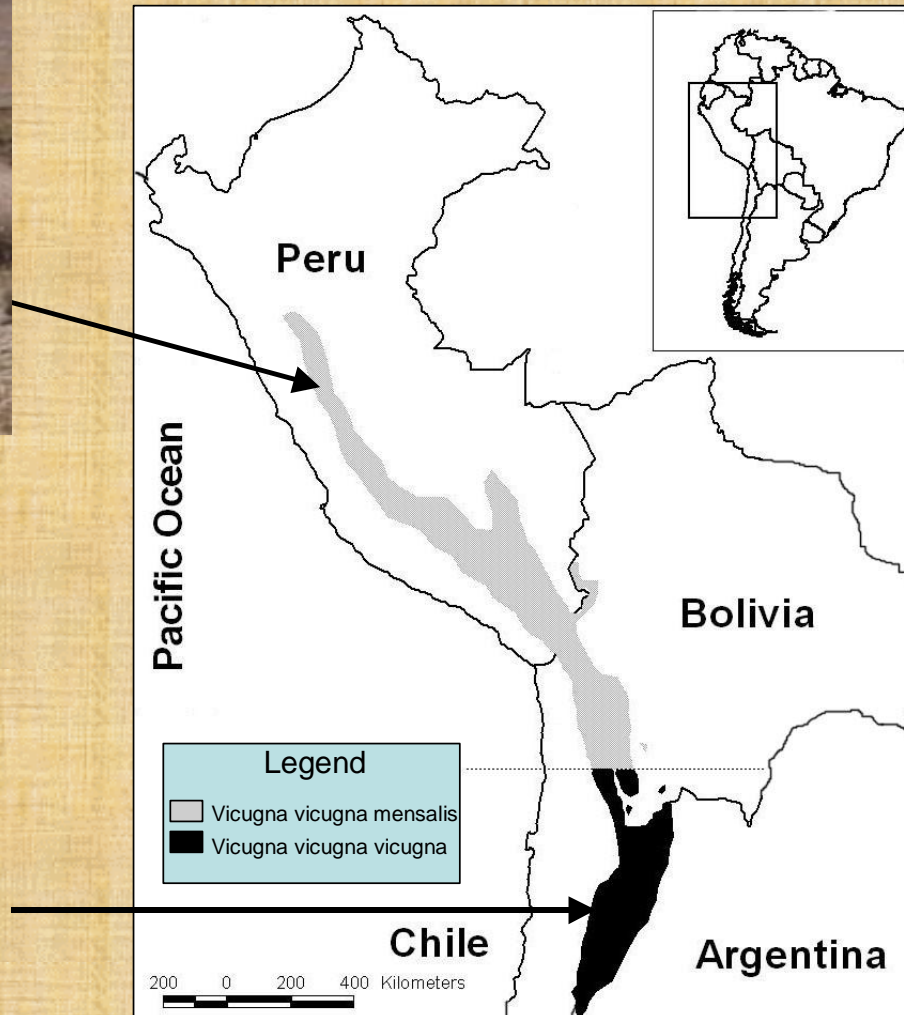 Peru
Pacific Ocean
Bolivia
Legend
Vicugna vicugna mensalis
Vicugna vicugna vicugna
Chile
Argentina
200 0 200 400 Kilometers